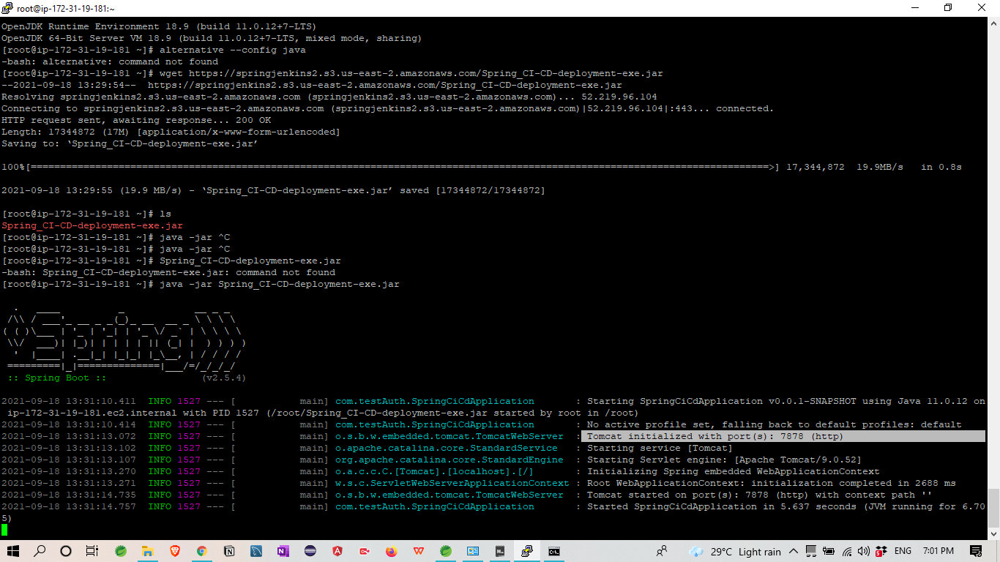 root@ip-172-31-19-181:~
OpenJDK Runtime Environment 18.9 (build 11.0.12+7-LTS)
OpenJDK 64-Bit Server VM 18.9 (build 11.0.12+7-LTS, mixed mode, sharing)
[root@ip-172-31-19-181 ~]# alternative --config java
-bash: alternative: command not found
[root@ip-172-31-19-181 ~]# wget https://springjenkins2.s3.us-east-2.amazonaws.com/Spring_CI-CD-deployment-exe.jar
--2021-09-18 13:29:54--  https://springjenkins2.s3.us-east-2.amazonaws.com/Spring_CI-CD-deployment-exe.jar
Resolving springjenkins2.s3.us-east-2.amazonaws.com (springjenkins2.s3.us-east-2.amazonaws.com)... 52.219.96.104
Connecting to springjenkins2.s3.us-east-2.amazonaws.com (springjenkins2.s3.us-east-2.amazonaws.com)|52.219.96.104|:443... connected.
HTTP request sent, awaiting response... 200 OK
Length: 17344872 (17M) [application/x-www-form-urlencoded]
Saving to: ‘Spring_CI-CD-deployment-exe.jar’
100%[=====================================>] 17,344,872  19.9MB/s   in 0.8s
2021-09-18 13:29:55 (19.9 MB/s) - ‘Spring_CI-CD-deployment-exe.jar’ saved [17344872/17344872]
[root@ip-172-31-19-181 ~]# ls
Spring_CI-CD-deployment-exe.jar
[root@ip-172-31-19-181 ~]# java -jar ^C
[root@ip-172-31-19-181 ~]# java -jar ^C
[root@ip-172-31-19-181 ~]# Spring_CI-CD-deployment-exe.jar
-bash: Spring_CI-CD-deployment-exe.jar: command not found
[root@ip-172-31-19-181 ~]# java -jar Spring_CI-CD-deployment-exe.jar
Spring
:: Spring Boot ::                (v2.5.4)
2021-09-18 13:31:10.411  INFO 1527 --- [           main] com.testAuth.SpringCiCdApplication       : Starting SpringCiCdApplication v0.0.1-SNAPSHOT using Java 11.0.12 on
ip-172-31-19-181.ec2.internal with PID 1527 (/root/Spring_CI-CD-deployment-exe.jar started by root in /root)
2021-09-18 13:31:10.414  INFO 1527 --- [           main] com.testAuth.SpringCiCdApplication       : No active profile set, falling back to default profiles: default
2021-09-18 13:31:13.072  INFO 1527 --- [           main] o.s.b.w.embedded.tomcat.TomcatWebServer  : Tomcat initialized with port(s): 7878 (http)
2021-09-18 13:31:13.102  INFO 1527 --- [           main] o.apache.catalina.core.StandardService   : Starting service [Tomcat]
2021-09-18 13:31:13.107  INFO 1527 --- [           main] org.apache.catalina.core.StandardEngine  : Starting Servlet engine: [Apache Tomcat/9.0.52]
2021-09-18 13:31:13.270  INFO 1527 --- [           main] o.a.c.c.C.[Tomcat].[localhost].[/]       : Initializing Spring embedded WebApplicationContext
2021-09-18 13:31:13.271  INFO 1527 --- [           main] w.s.c.ServletWebServerApplicationContext : Root WebApplicationContext: initialization completed in 2688 ms
2021-09-18 13:31:14.735  INFO 1527 --- [           main] o.s.b.w.embedded.tomcat.TomcatWebServer  : Tomcat started on port(s): 7878 (http) with context path ''
2021-09-18 13:31:14.757  INFO 1527 --- [           main] com.testAuth.SpringCiCdApplication       : Started SpringCiCdApplication in 5.637 seconds (JVM running for 6.70
5)
29°C Light rain ENG 7:01 PM